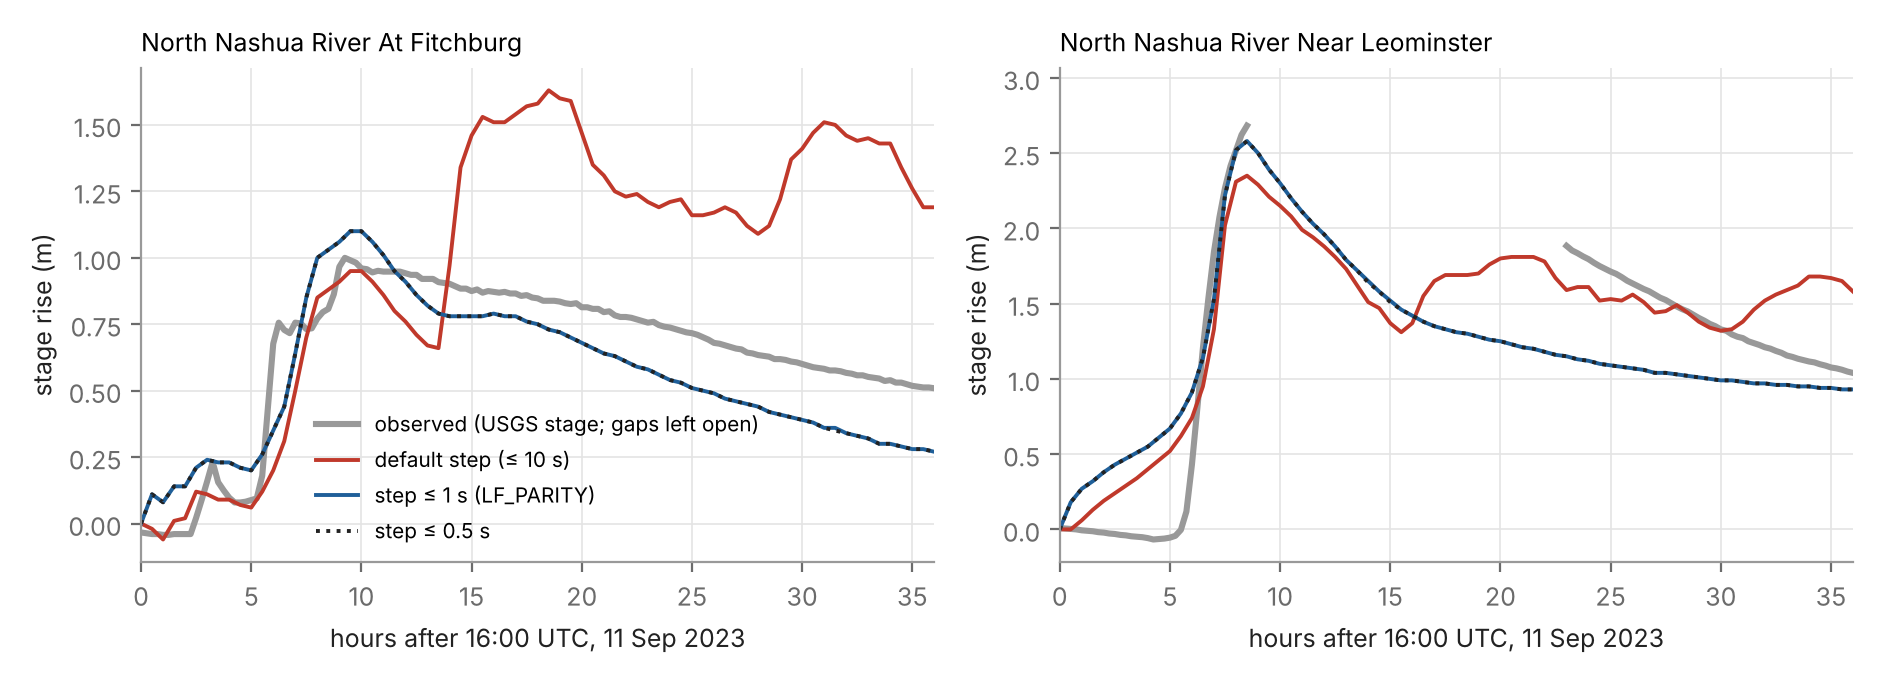 North Nashua River At Fitchburg
stage rise (m)
1.50
1.25
1.00
0.75
0.50
0.25
0.00
observed (USGS stage; gaps left open)
default step (≤ 10 s)
step ≤ 1 s (LF_PARITY)
step ≤ 0.5 s
0 5 10 15 20 25 30 35
hours after 16:00 UTC, 11 Sep 2023
North Nashua River Near Leominster
stage rise (m)
3.0
2.5
2.0
1.5
1.0
0.5
0.0
0 5 10 15 20 25 30 35
hours after 16:00 UTC, 11 Sep 2023